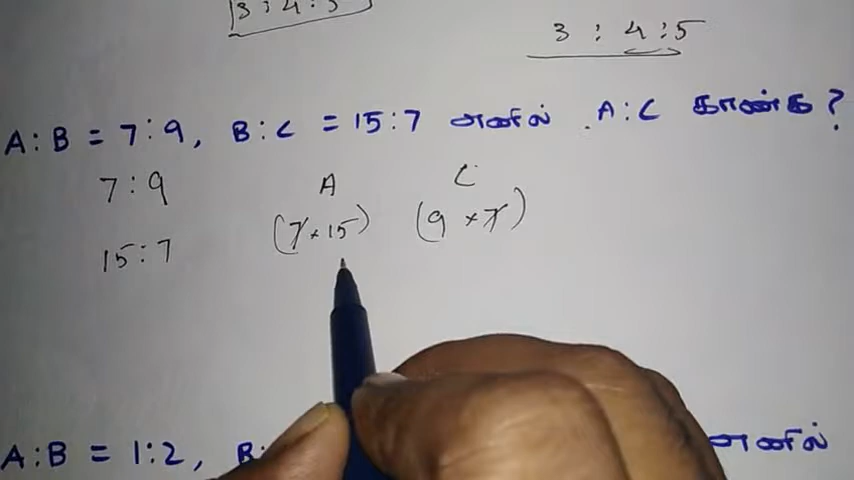 3 : 4 : 5
3 : 4 : 5
A : B = 7 : 9, B : C = 15 : 7 எனில் A : C காண்க ?
7 : 9 A C
(7 × 15) (9 × 7)
15 : 7
A : B = 1 : 2, B: எனில்